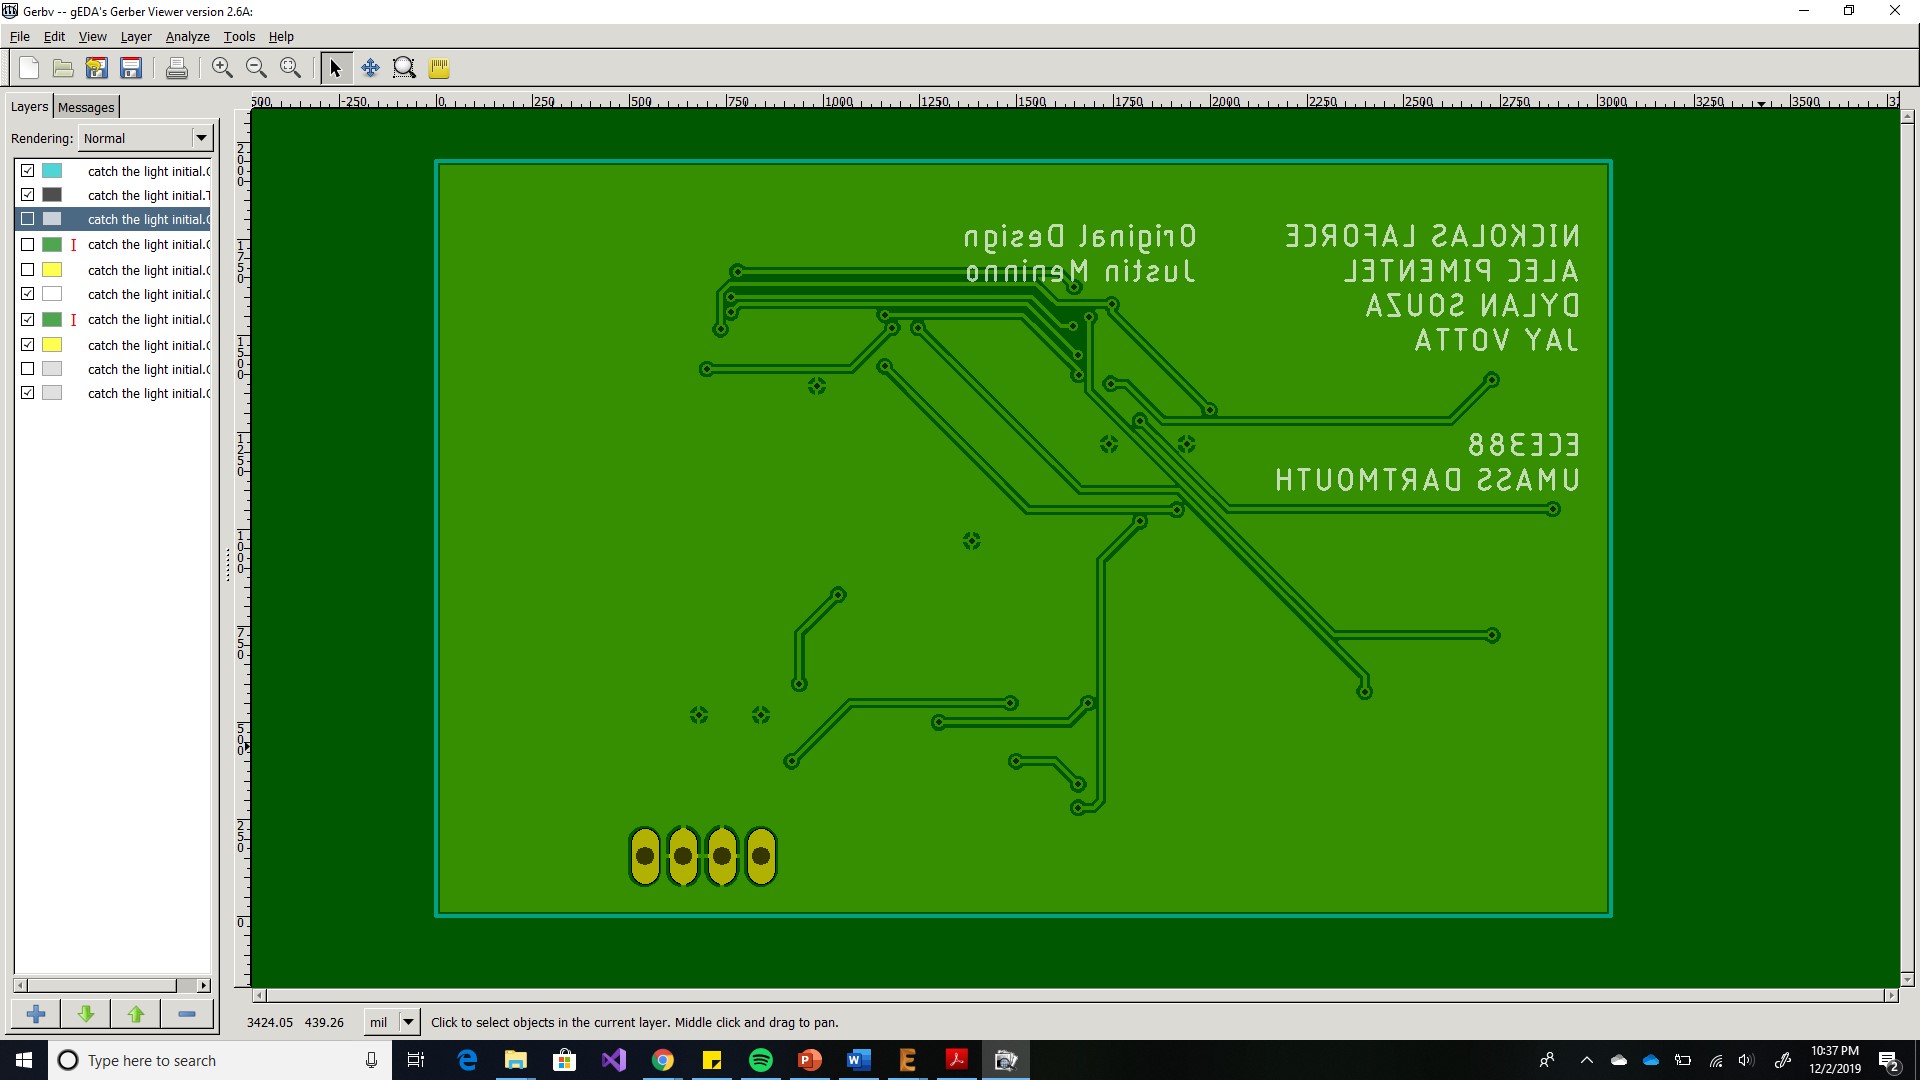 Gerbv -- gEDA's Gerber Viewer version 2.6A:
File Edit View Layer Analyze Tools Help
Layers Messages
Rendering: Normal
catch the light initial.G
catch the light initial.T
catch the light initial.G
catch the light initial.G
catch the light initial.G
catch the light initial.G
catch the light initial.G
catch the light initial.G
catch the light initial.G
catch the light initial.G
500 -250 0 250 500 750 1000 1250 1500 1750 2000 2250 2500 2750 3000 3250 3500
2000
1750
1500
1250
1000
750
500
250
0
Original Design
Justin Meninno
NICKOLAS LAFORCE
ALEC PIMENTEL
DYLAN SOUZA
JAY VOTTA
ECE388
UMASS DARTMOUTH
3424.05 439.26 mil Click to select objects in the current layer. Middle click and drag to pan.
Type here to search
10:37 PM
12/2/2019
2